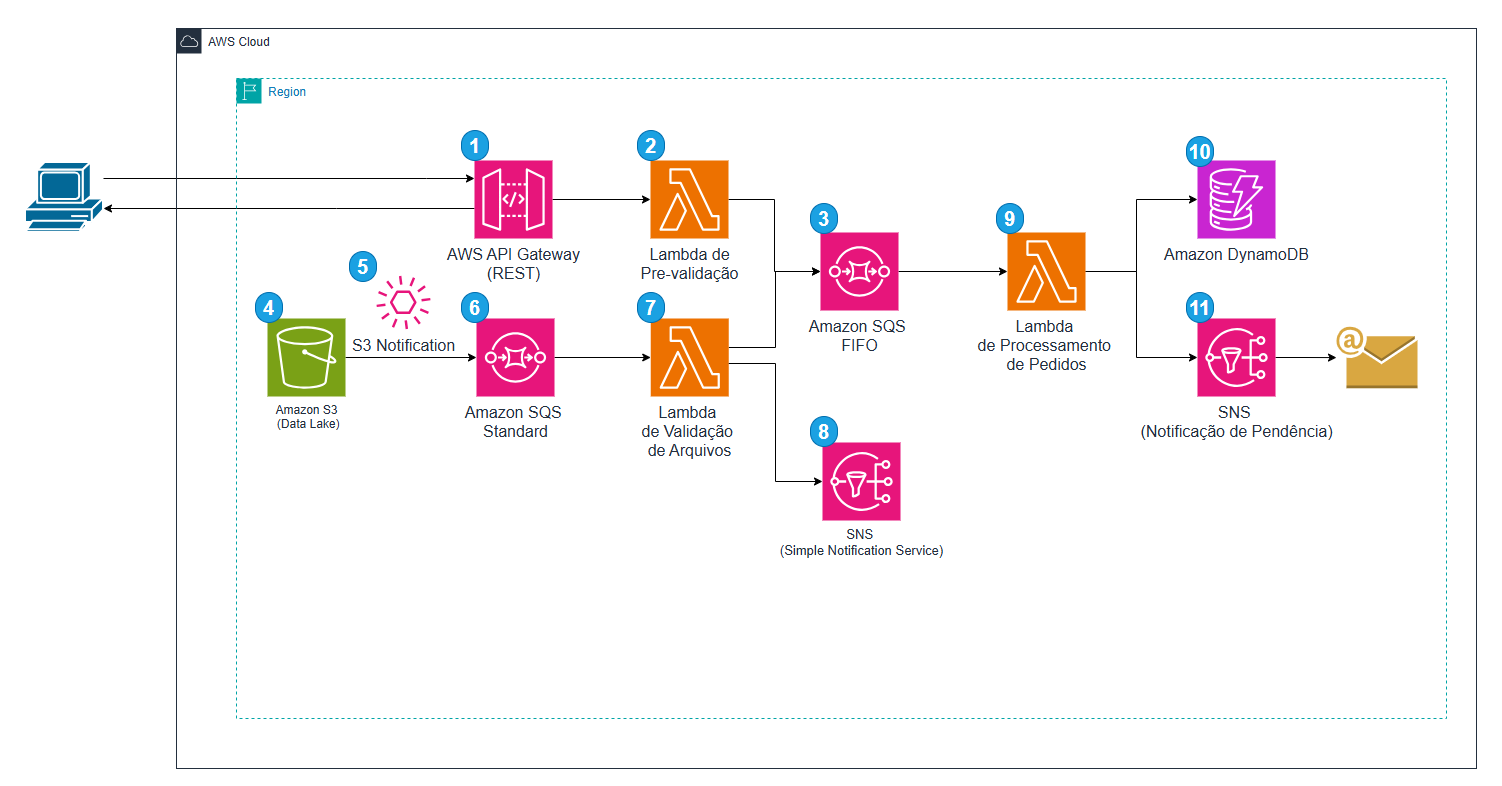 AWS Cloud
Region
1
AWS API Gateway
(REST)
2
Lambda de
Pre-validação
3
Amazon SQS
FIFO
4
Amazon S3
(Data Lake)
5
S3 Notification
6
Amazon SQS
Standard
7
Lambda
de Validação
de Arquivos
8
SNS
(Simple Notification Service)
9
Lambda
de Processamento
de Pedidos
10
Amazon DynamoDB
11
SNS
(Notificação de Pendência)
@